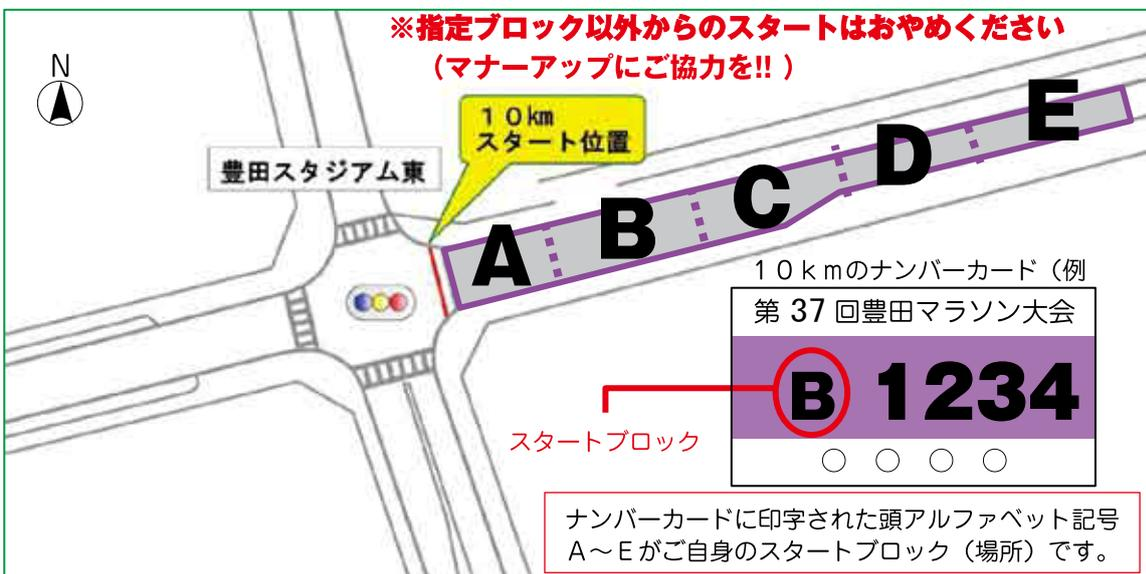 ※指定ブロック以外からのスタートはおやめください
（マナーアップにご協力を!! ）
N
１０km
スタート位置
豊田スタジアム東
A
B
C
D
E
１０ｋｍのナンバーカード（例
第 37 回豊田マラソン大会
B 1234
スタートブロック
○ ○ ○ ○
ナンバーカードに印字された頭アルファベット記号
Ａ～Ｅがご自身のスタートブロック（場所）です。